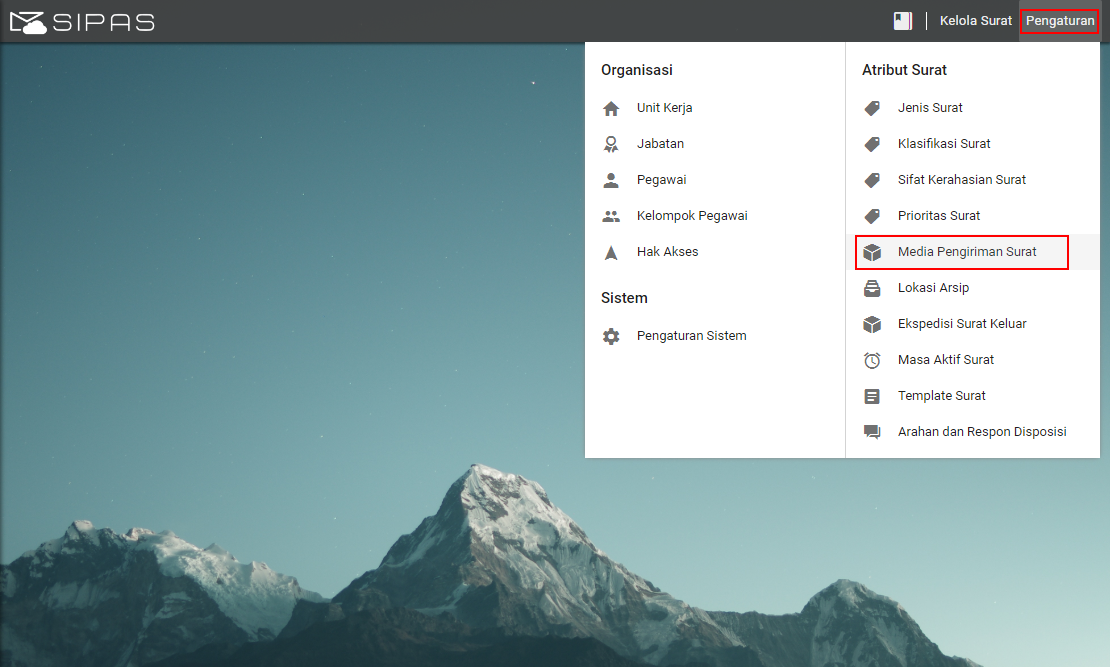 SIPAS
Kelola Surat
Pengaturan
Organisasi
Unit Kerja
Jabatan
Pegawai
Kelompok Pegawai
Hak Akses
Sistem
Pengaturan Sistem
Atribut Surat
Jenis Surat
Klasifikasi Surat
Sifat Kerahasian Surat
Prioritas Surat
Media Pengiriman Surat
Lokasi Arsip
Ekspedisi Surat Keluar
Masa Aktif Surat
Template Surat
Arahan dan Respon Disposisi